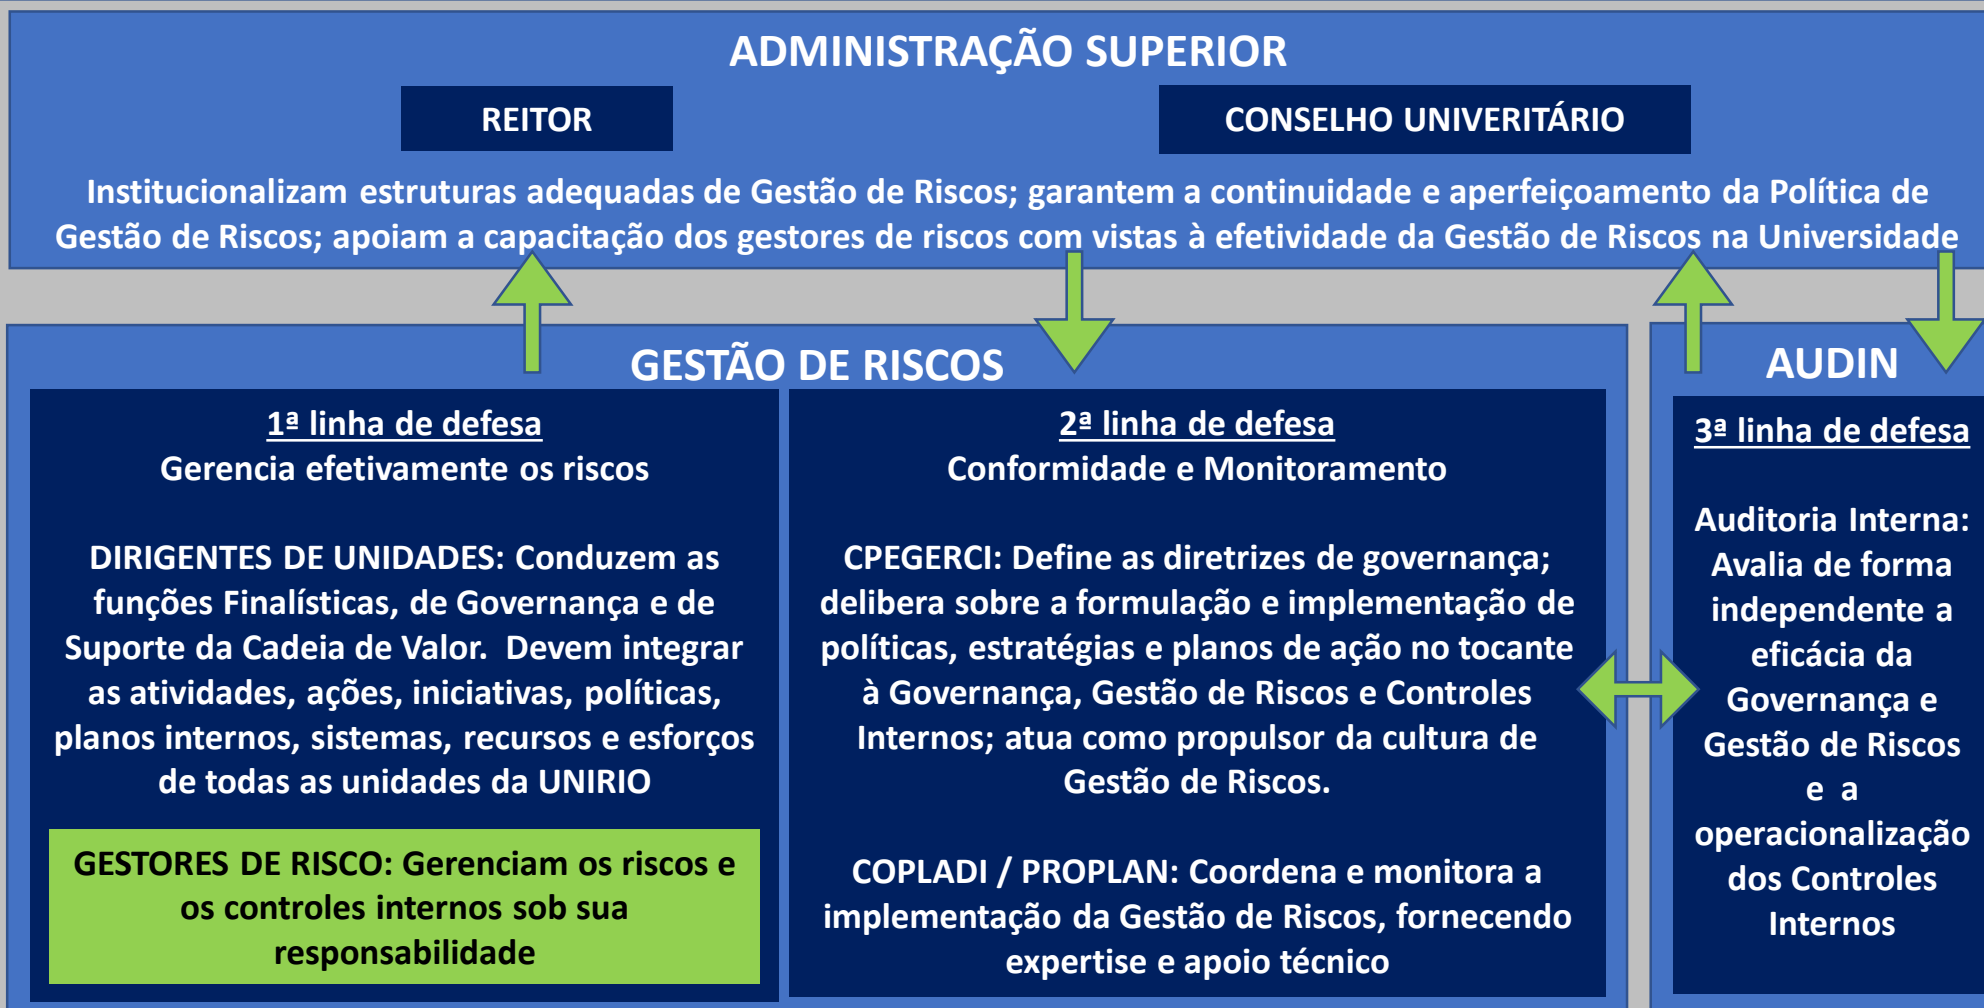 ADMINISTRAÇÃO SUPERIOR
REITOR
CONSELHO UNIVERITÁRIO
Institucionalizam estruturas adequadas de Gestão de Riscos; garantem a continuidade e aperfeiçoamento da Política de
Gestão de Riscos; apoiam a capacitação dos gestores de riscos com vistas à efetividade da Gestão de Riscos na Universidade
GESTÃO DE RISCOS
1ª linha de defesa
Gerencia efetivamente os riscos
DIRIGENTES DE UNIDADES: Conduzem as
funções Finalísticas, de Governança e de
Suporte da Cadeia de Valor.  Devem integrar
as atividades, ações, iniciativas, políticas,
planos internos, sistemas, recursos e esforços
de todas as unidades da UNIRIO
GESTORES DE RISCO: Gerenciam os riscos e
os controles internos sob sua
responsabilidade
2ª linha de defesa
Conformidade e Monitoramento
CPEGERCI: Define as diretrizes de governança;
delibera sobre a formulação e implementação de
políticas, estratégias e planos de ação no tocante
à Governança, Gestão de Riscos e Controles
Internos; atua como propulsor da cultura de
Gestão de Riscos.
COPLADI / PROPLAN: Coordena e monitora a
implementação da Gestão de Riscos, fornecendo
expertise e apoio técnico
AUDIN
3ª linha de defesa
Auditoria Interna:
Avalia de forma
independente a
eficácia da
Governança e
Gestão de Riscos
e  a
operacionalização
dos Controles
Internos